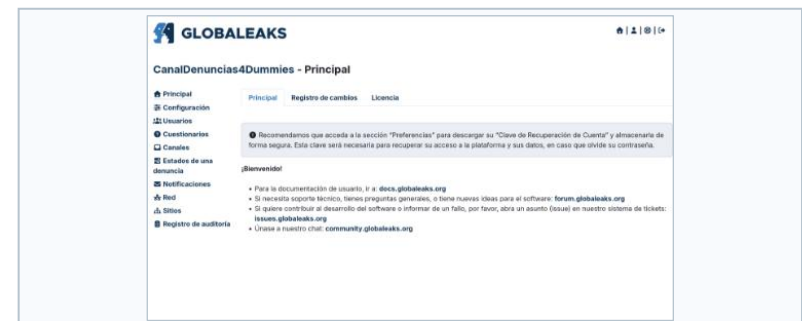 GLOBALEAKS
CanalDenuncias4Dummies - Principal
Principal
Configuración
Usuarios
Cuestionarios
Canales
Estados de una
denuncia
Notificaciones
Red
Sitios
Registro de auditoría
Principal Registro de cambios Licencia
Recomendamos que acceda a la sección "Preferencias" para descargar su "Clave de Recuperación de Cuenta" y almacenarla de
forma segura. Esta clave será necesaria para recuperar su acceso a la plataforma y sus datos, en caso que olvide su contraseña.
¡Bienvenido!
• Para la documentación de usuario, ir a: docs.globaleaks.org
• Si necesita soporte técnico, tienes preguntas generales, o tiene nuevas ideas para el software: forum.globaleaks.org
• Si quiere contribuir al desarrollo del software o informar de un fallo, por favor, abra un asunto (issue) en nuestro sistema de tickets:
issues.globaleaks.org
• Únase a nuestro chat: community.globaleaks.org